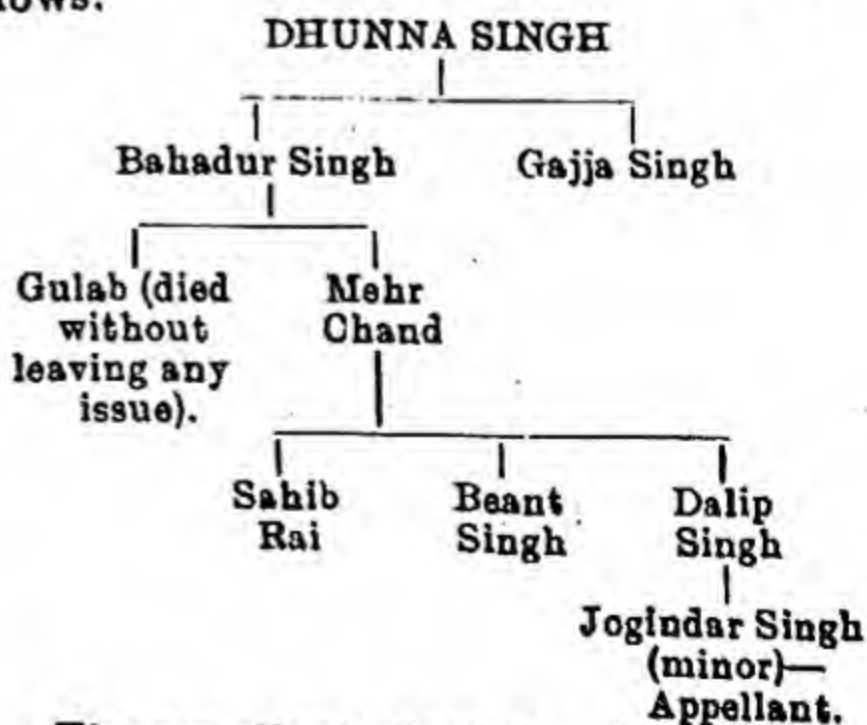 DHUNNA SINGH
Bahadur Singh Gajja Singh
Gulab (died
without
leaving any
issue).
Mehr
Chand
Sahib
Rai
Beant
Singh
Dalip
Singh
Jogindar Singh
(minor)—
Appellant.